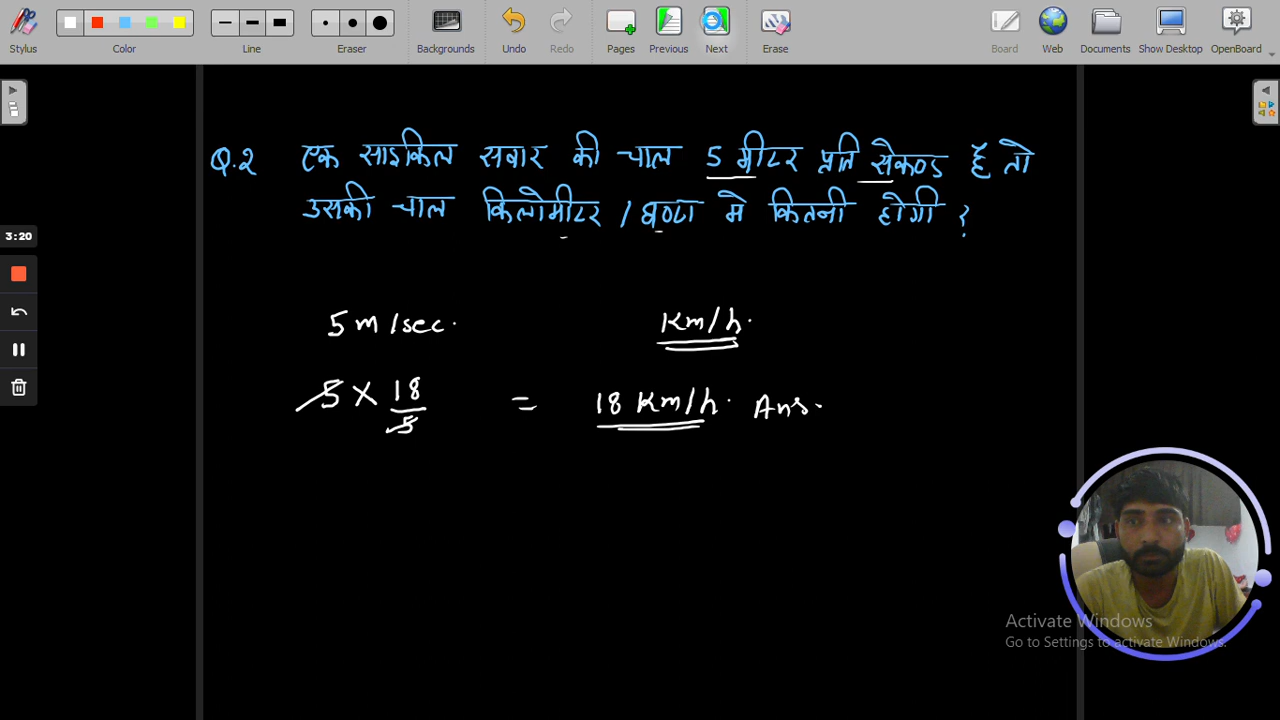 Stylus Color Line Eraser Backgrounds Undo Redo Pages Previous Next Erase Board Web Documents Show Desktop OpenBoard
Q.2 एक साइकिल सवार की चाल 5 मीटर प्रति सेकण्ड है तो
उसकी चाल किलोमीटर / घण्टा मे कितनी होगी ?
3:20
5 m/sec. Km/h.
5 × 18/5 = 18 Km/h. Ans.
Activate Windows
Go to Settings to activate Windows.